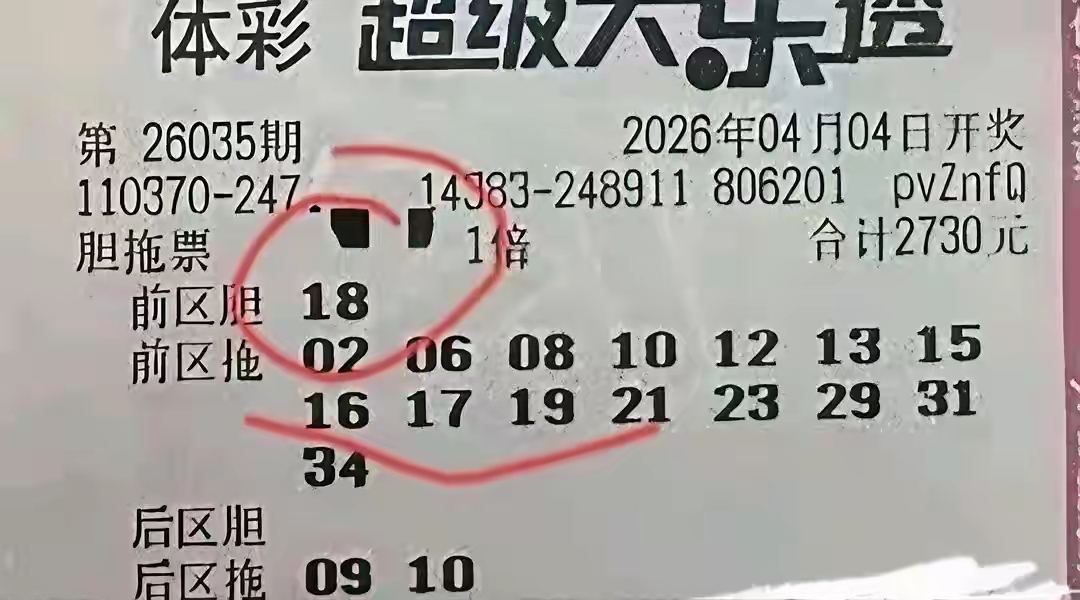 体彩 超级大乐透
第 26035期 2026年04月04日开奖
110370-247 14383-248911 806201 pvZnfQ
胆拖票 1倍 合计2730元
前区胆 18
前区拖 02 06 08 10 12 13 15
16 17 19 21 23 29 31
34
后区胆
后区拖 09 10